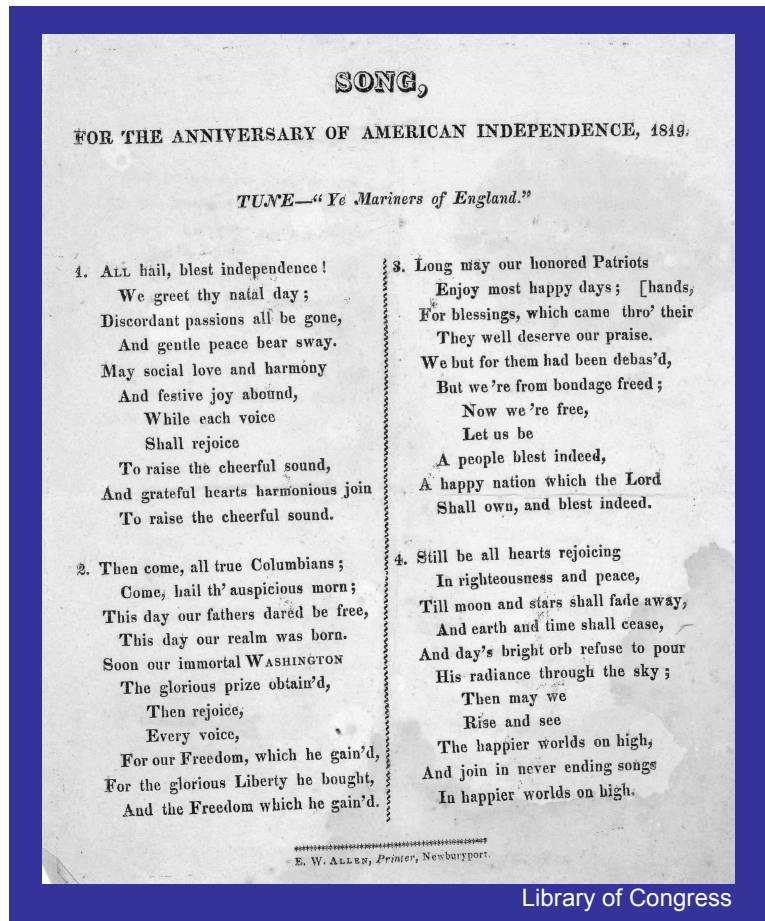 SONG,
FOR THE ANNIVERSARY OF AMERICAN INDEPENDENCE, 1819.
TUNE—“ Ye Mariners of England.”
1. ALL hail, blest independence !
We greet thy natal day ;
Discordant passions all be gone,
And gentle peace bear sway.
May social love and harmony
And festive joy abound,
While each voice
Shall rejoice
To raise the cheerful sound,
And grateful hearts harmonious join
To raise the cheerful sound.
2. Then come, all true Columbians ;
Come, hail th’ auspicious morn ;
This day our fathers dared be free,
This day our realm was born.
Soon our immortal WASHINGTON
The glorious prize obtain’d,
Then rejoice,
Every voice,
For our Freedom, which he gain’d,
For the glorious Liberty he bought,
And the Freedom which he gain’d.
3. Long may our honored Patriots
Enjoy most happy days ; [hands,
For blessings, which came thro’ their
They well deserve our praise.
We but for them had been debas’d,
But we ’re from bondage freed ;
Now we ’re free,
Let us be
A people blest indeed,
A happy nation which the Lord
Shall own, and blest indeed.
4. Still be all hearts rejoicing
In righteousness and peace,
Till moon and stars shall fade away,
And earth and time shall cease,
And day’s bright orb refuse to pour
His radiance through the sky ;
Then may we
Rise and see
The happier worlds on high,
And join in never ending songs
In happier worlds on high.
E. W. ALLEN, Printer, Newburyport.
Library of Congress